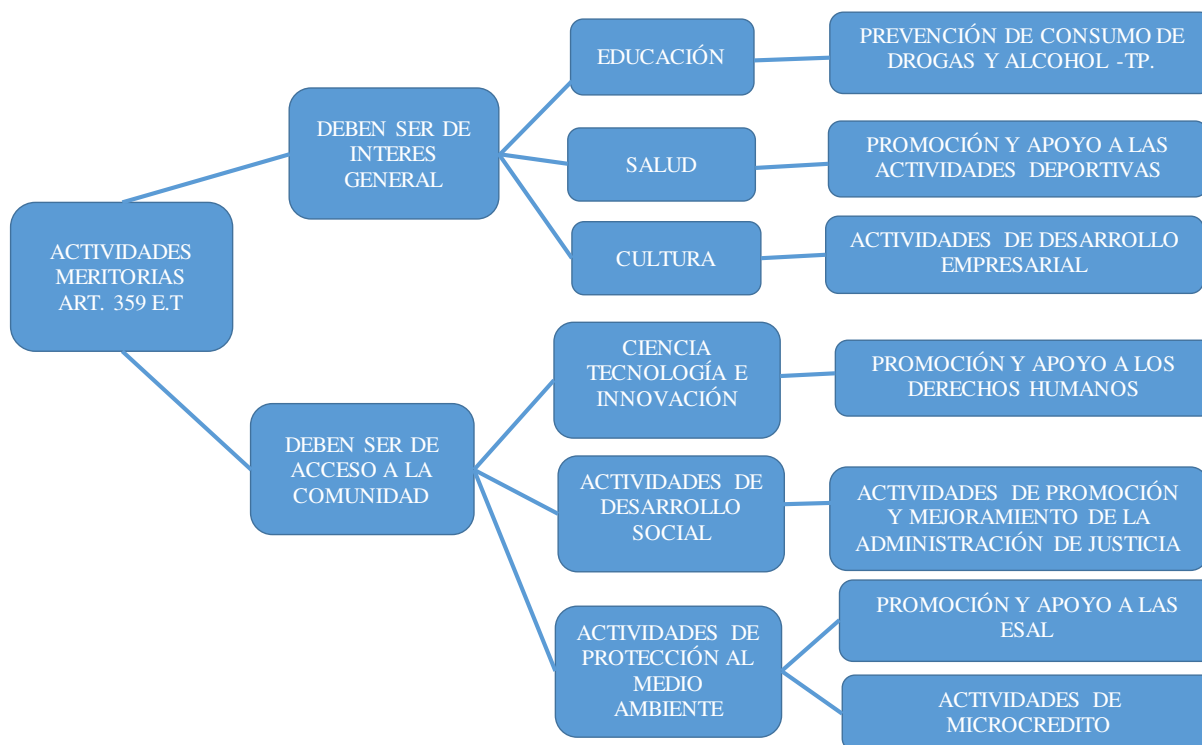 ACTIVIDADES
MERITORIAS
ART. 359 E.T
DEBEN SER DE
INTERES
GENERAL
EDUCACIÓN
PREVENCIÓN DE CONSUMO DE
DROGAS Y ALCOHOL -TP.
SALUD
PROMOCIÓN Y APOYO A LAS
ACTIVIDADES DEPORTIVAS
CULTURA
ACTIVIDADES DE DESARROLLO
EMPRESARIAL
DEBEN SER DE
ACCESO A LA
COMUNIDAD
CIENCIA
TECNOLOGÍA E
INNOVACIÓN
PROMOCIÓN Y APOYO A LOS
DERECHOS HUMANOS
ACTIVIDADES DE
DESARROLLO
SOCIAL
ACTIVIDADES DE PROMOCIÓN
Y MEJORAMIENTO DE LA
ADMINISTRACIÓN DE JUSTICIA
ACTIVIDADES DE
PROTECCIÓN AL
MEDIO
AMBIENTE
PROMOCIÓN Y APOYO A LAS
ESAL
ACTIVIDADES DE
MICROCREDITO